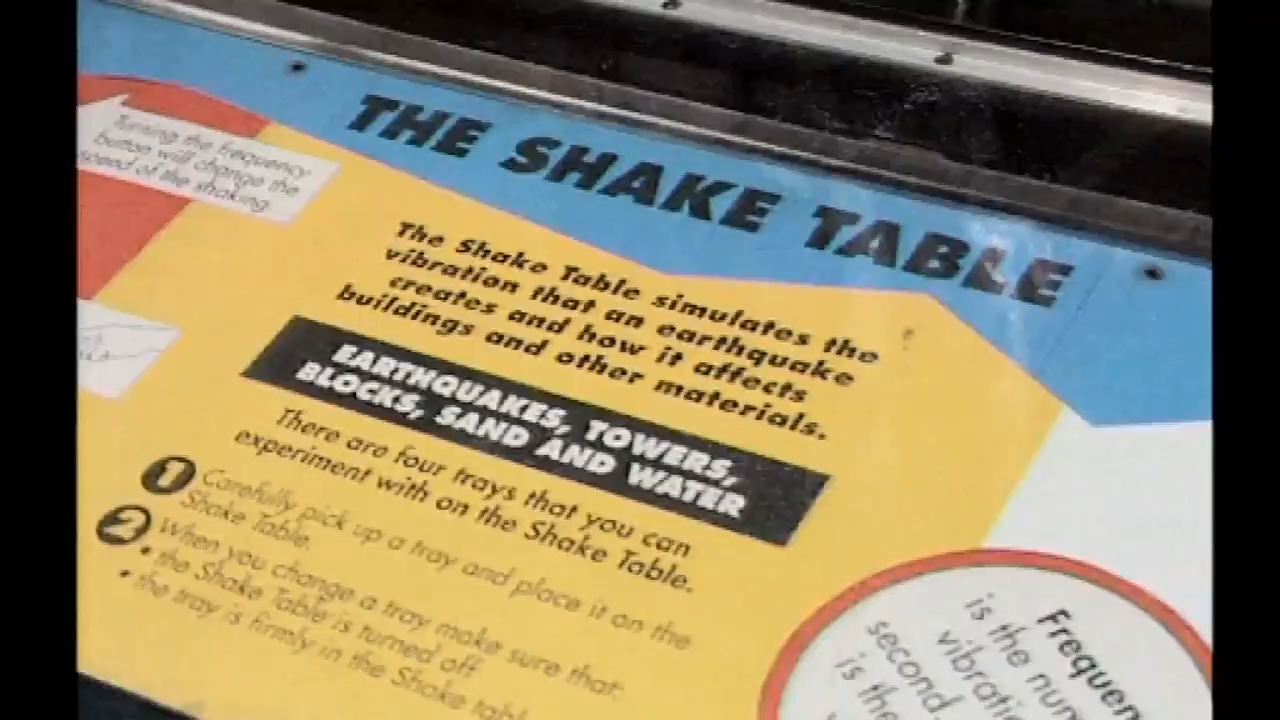 THE SHAKE TABLE
Turning the frequency
button will change the
speed of the shaking.
The Shake Table simulates the
vibration that an earthquake
creates and how it affects
buildings and other materials.
EARTHQUAKES, TOWERS,
BLOCKS, SAND AND WATER
There are four trays that you can
experiment with on the Shake Table.
1 Carefully pick up a tray and place it on the
Shake Table.
2 When you change a tray make sure that:
• the Shake Table is turned off
• the tray is firmly in the Shake
Frequen
is the num
vibrati
second
is the